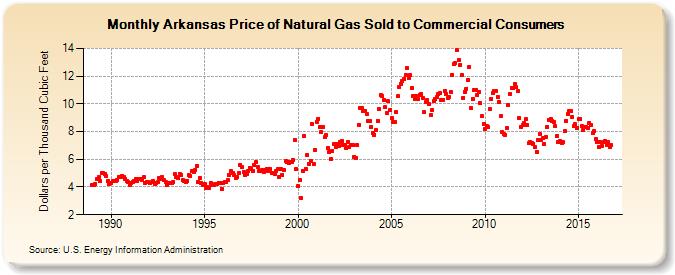 Monthly Arkansas Price of Natural Gas Sold to Commercial Consumers
Dollars per Thousand Cubic Feet
14
12
10
8
6
4
2
1990 1995 2000 2005 2010 2015
Source: U.S. Energy Information Administration